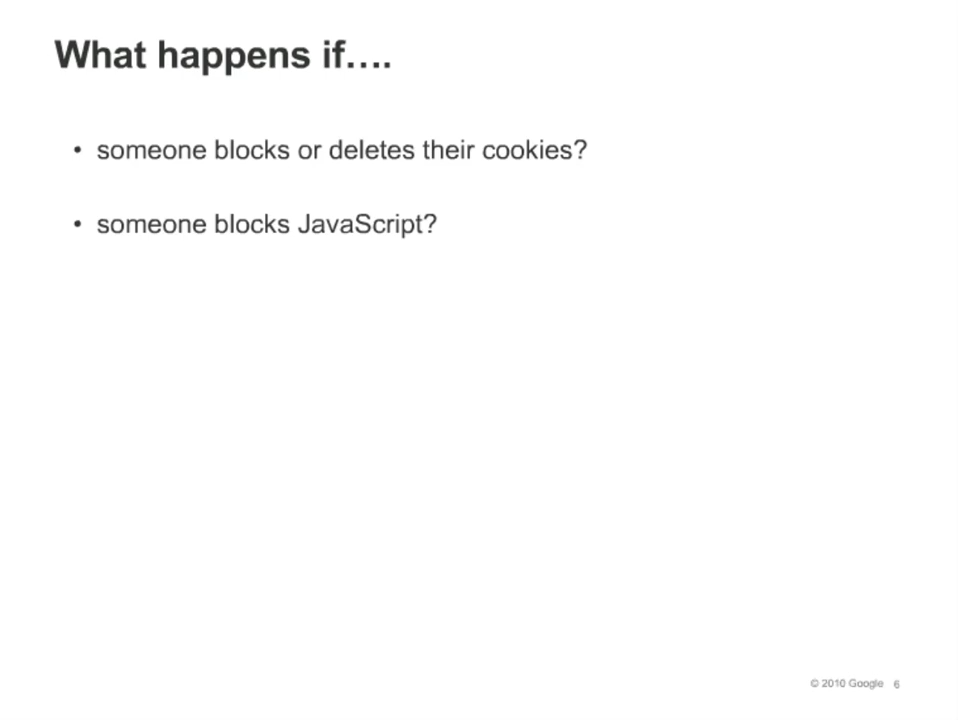 What happens if….
• someone blocks or deletes their cookies?
• someone blocks JavaScript?
© 2010 Google 6